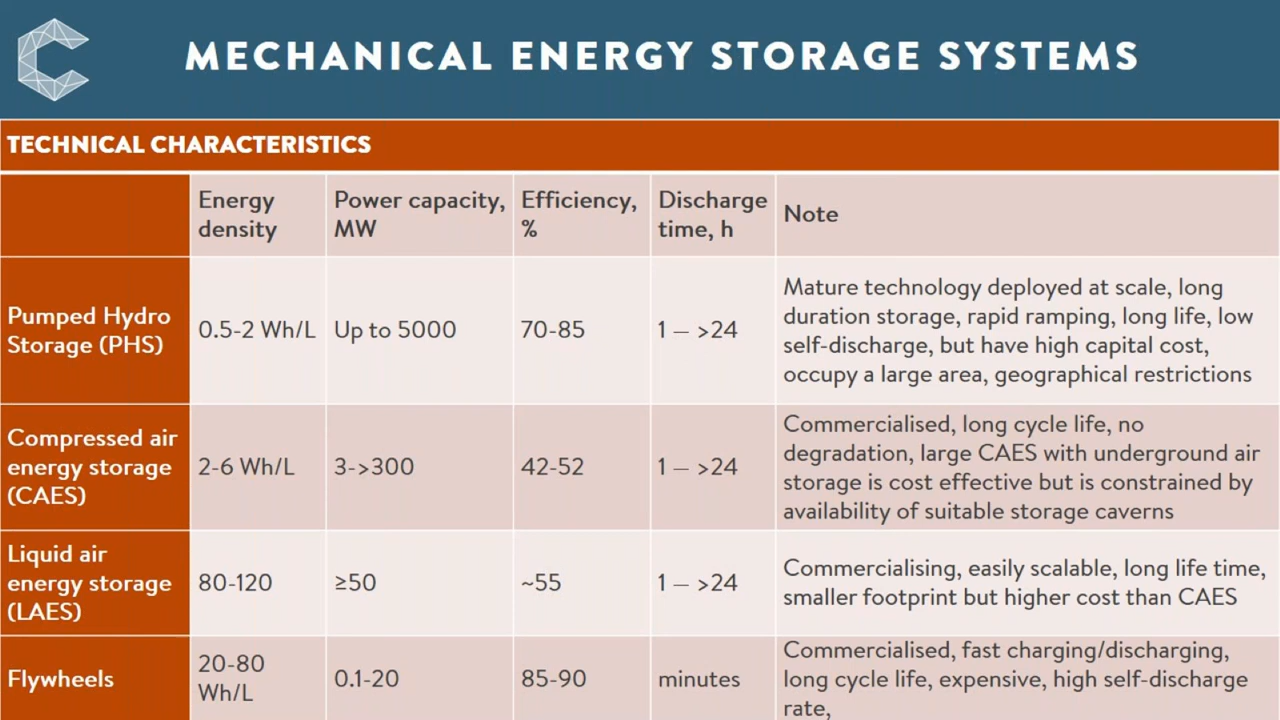 MECHANICAL ENERGY STORAGE SYSTEMS
TECHNICAL CHARACTERISTICS
Energy
density
Power capacity,
MW
Efficiency,
%
Discharge
time, h
Note
Pumped Hydro
Storage (PHS)
0.5-2 Wh/L
Up to 5000
70-85
1 – >24
Mature technology deployed at scale, long
duration storage, rapid ramping, long life, low
self-discharge, but have high capital cost,
occupy a large area, geographical restrictions
Compressed air
energy storage
(CAES)
2-6 Wh/L
3->300
42-52
1 – >24
Commercialised, long cycle life, no
degradation, large CAES with underground air
storage is cost effective but is constrained by
availability of suitable storage caverns
Liquid air
energy storage
(LAES)
80-120
≥50
~55
1 – >24
Commercialising, easily scalable, long life time,
smaller footprint but higher cost than CAES
Flywheels
20-80
Wh/L
0.1-20
85-90
minutes
Commercialised, fast charging/discharging,
long cycle life, expensive, high self-discharge
rate,